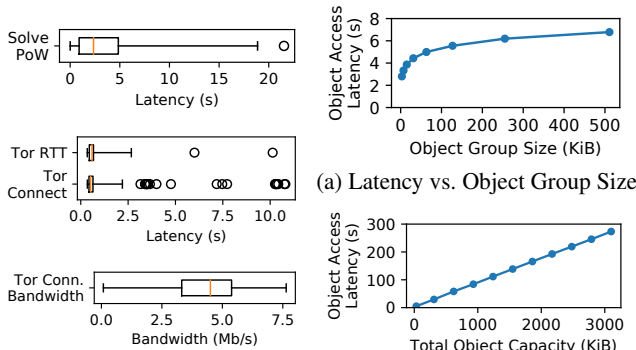 Solve
PoW
0 5 10 15 20
Latency (s)
Tor RTT
Tor
Connect
0.0 2.5 5.0 7.5 10.0
Latency (s)
Tor Conn.
Bandwidth
0.0 2.5 5.0 7.5
Bandwidth (Mb/s)
Object Access
Latency (s)
8
6
4
2
0
0 100 200 300 400 500
Object Group Size (KiB)
(a) Latency vs. Object Group Size
Object Access
Latency (s)
300
200
100
0
0 500 1000 1500 2000 2500 3000
Total Object Capacity (KiB)